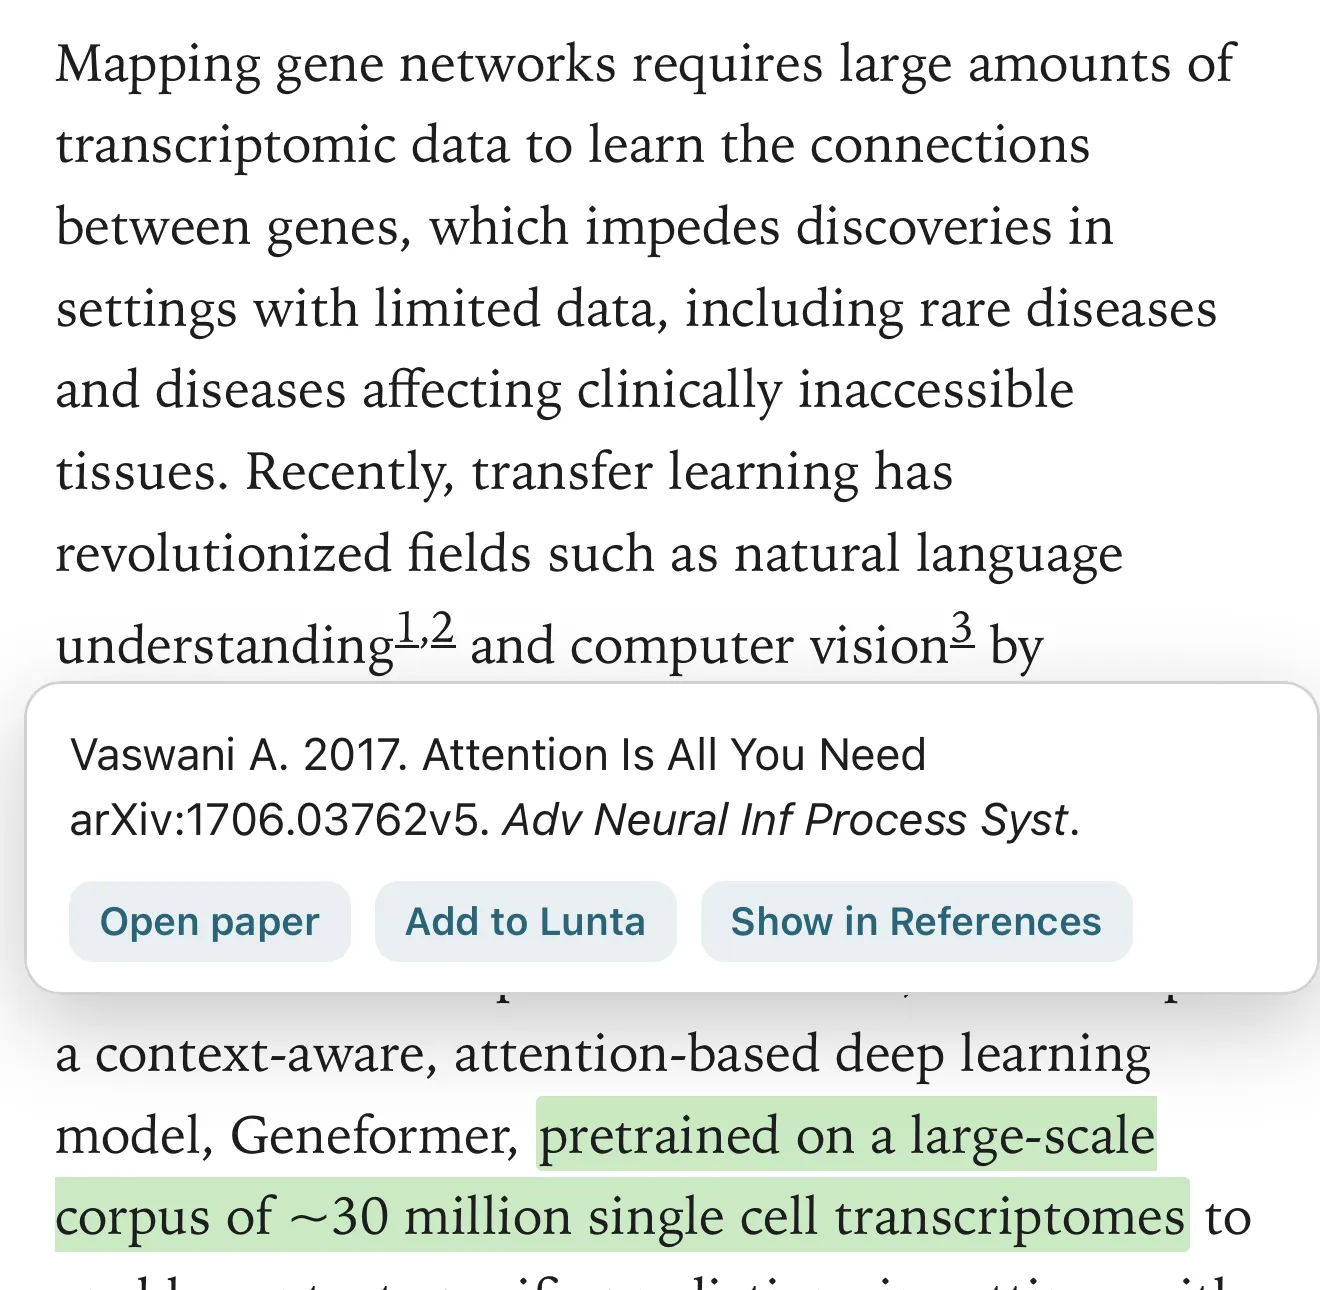 Mapping gene networks requires large amounts of
transcriptomic data to learn the connections
between genes, which impedes discoveries in
settings with limited data, including rare diseases
and diseases affecting clinically inaccessible
tissues. Recently, transfer learning has
revolutionized fields such as natural language
understanding1,2 and computer vision3 by
Vaswani A. 2017. Attention Is All You Need
arXiv:1706.03762v5. Adv Neural Inf Process Syst.
Open paper Add to Lunta Show in References
a context-aware, attention-based deep learning
model, Geneformer, pretrained on a large-scale
corpus of ~30 million single cell transcriptomes to